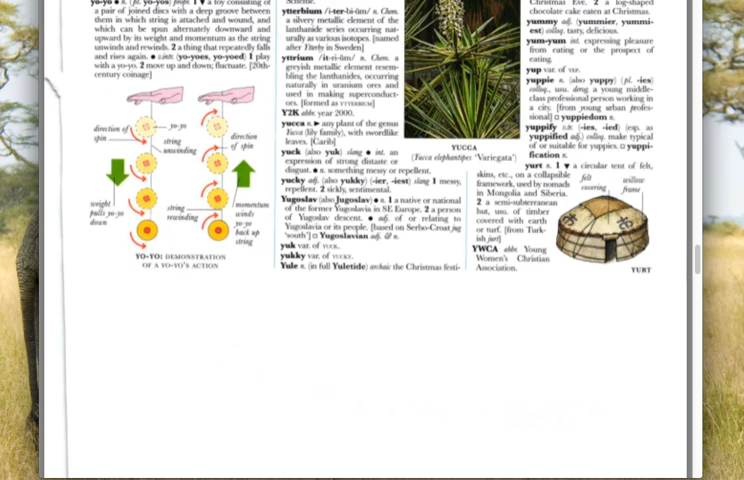 yo-yo • n. (pl. yo-yos) propr. 1 ▼ a toy consisting of
a pair of joined discs with a deep groove between
them in which string is attached and wound, and
which can be spun alternately downward and
upward by its weight and momentum as the string
unwinds and rewinds. 2 a thing that repeatedly falls
and rises again. • v.intr. (yo-yoes, yo-yoed) 1 play
with a yo-yo. 2 move up and down; fluctuate. [20th-
century coinage]
direction of
spin
yo-yo
string
unwinding
direction
of spin
weight
pulls yo-yo
down
string
rewinding
momentum
winds
yo-yo
back up
string
YO-YO: DEMONSTRATION
OF A YO-YO'S ACTION
ytterbium /i-ter-bi-ŭm/ n. Chem.
a silvery metallic element of the
lanthanide series occurring nat-
urally as various isotopes. [named
after Ytterby in Sweden]
yttrium /it-ri-ŭm/ n. Chem. a
greyish metallic element resem-
bling the lanthanides, occurring
naturally in uranium ores and
used in making superconduct-
ors. [formed as YTTERBIUM]
Y2K abbr. year 2000.
yucca n. ► any plant of the genus
Yucca (lily family), with swordlike
leaves. [Carib]
yuck (also yuk) slang • int. an
expression of strong distaste or
disgust. • n. something messy or repellent.
yucky adj. (also yukky) (-ier, -iest) slang 1 messy,
repellent. 2 sickly, sentimental.
Yugoslav (also Jugoslav) • n. 1 a native or national
of the former Yugoslavia in SE Europe. 2 a person
of Yugoslav descent. • adj. of or relating to
Yugoslavia or its people. [based on Serbo-Croat jug
'south'] □ Yugoslavian adj. & n.
yuk var. of YUCK.
yukky var. of YUCKY.
Yule n. (in full Yuletide) archaic the Christmas festi-
YUCCA
(Yucca elephantipes 'Variegata')
Christmas Eve. 2 a log-shaped
chocolate cake eaten at Christmas.
yummy adj. (yummier, yummi-
est) colloq. tasty, delicious.
yum-yum int. expressing pleasure
from eating or the prospect of
eating.
yup var. of YEP.
yuppie n. (also yuppy) (pl. -ies)
colloq., usu. derog. a young middle-
class professional person working in
a city. [from young urban profes-
sional] □ yuppiedom n.
yuppify v.tr. (-ies, -ied) (esp. as
yuppified adj.) colloq. make typical
of or suitable for yuppies. □ yuppi-
fication n.
yurt n. 1 ▼ a circular tent of felt,
skins, etc., on a collapsible
framework, used by nomads
in Mongolia and Siberia.
2 a semi-subterranean
hut, usu. of timber
covered with earth
or turf. [from Turk-
ish jurt]
YWCA abbr. Young
Women's Christian
Association.
felt
covering
willow
frame
YURT